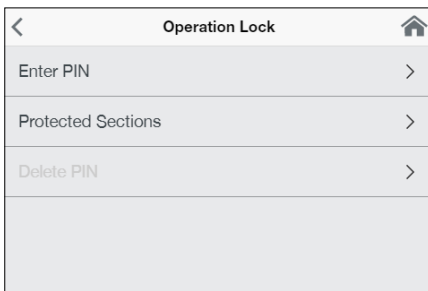 Operation Lock
Enter PIN
Protected Sections
Delete PIN